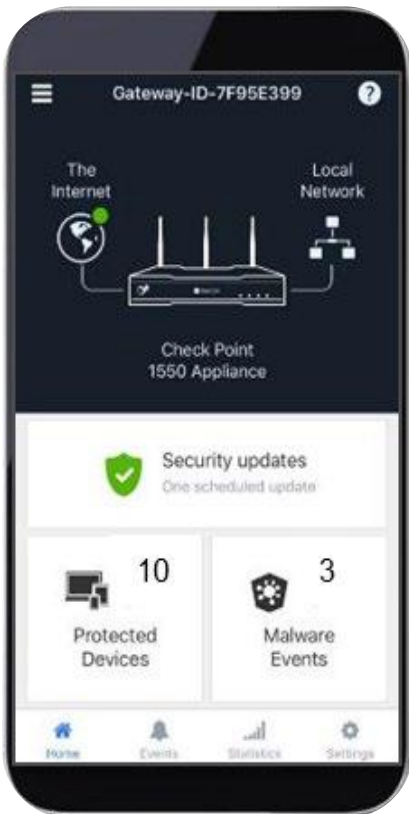 Gateway-ID-7F95E399
?
The
Internet
Local
Network
Check Point
1550 Appliance
Security updates
One scheduled update
10
Protected
Devices
3
Malware
Events
Home
Events
Statistics
Settings